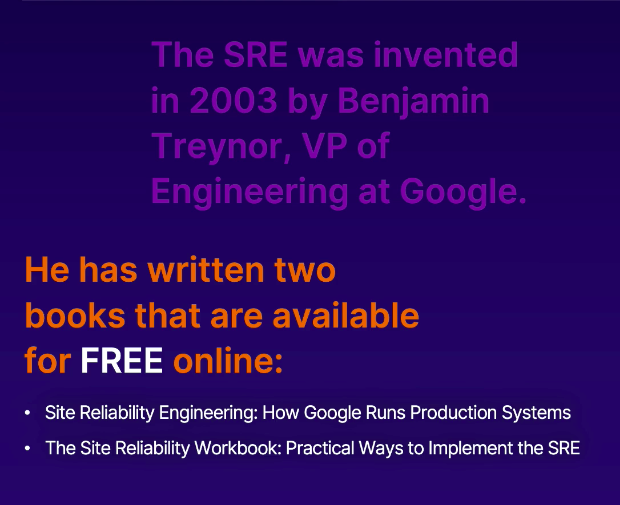 The SRE was invented
in 2003 by Benjamin
Treynor, VP of
Engineering at Google.
He has written two
books that are available
for FREE online:
• Site Reliability Engineering: How Google Runs Production Systems
• The Site Reliability Workbook: Practical Ways to Implement the SRE